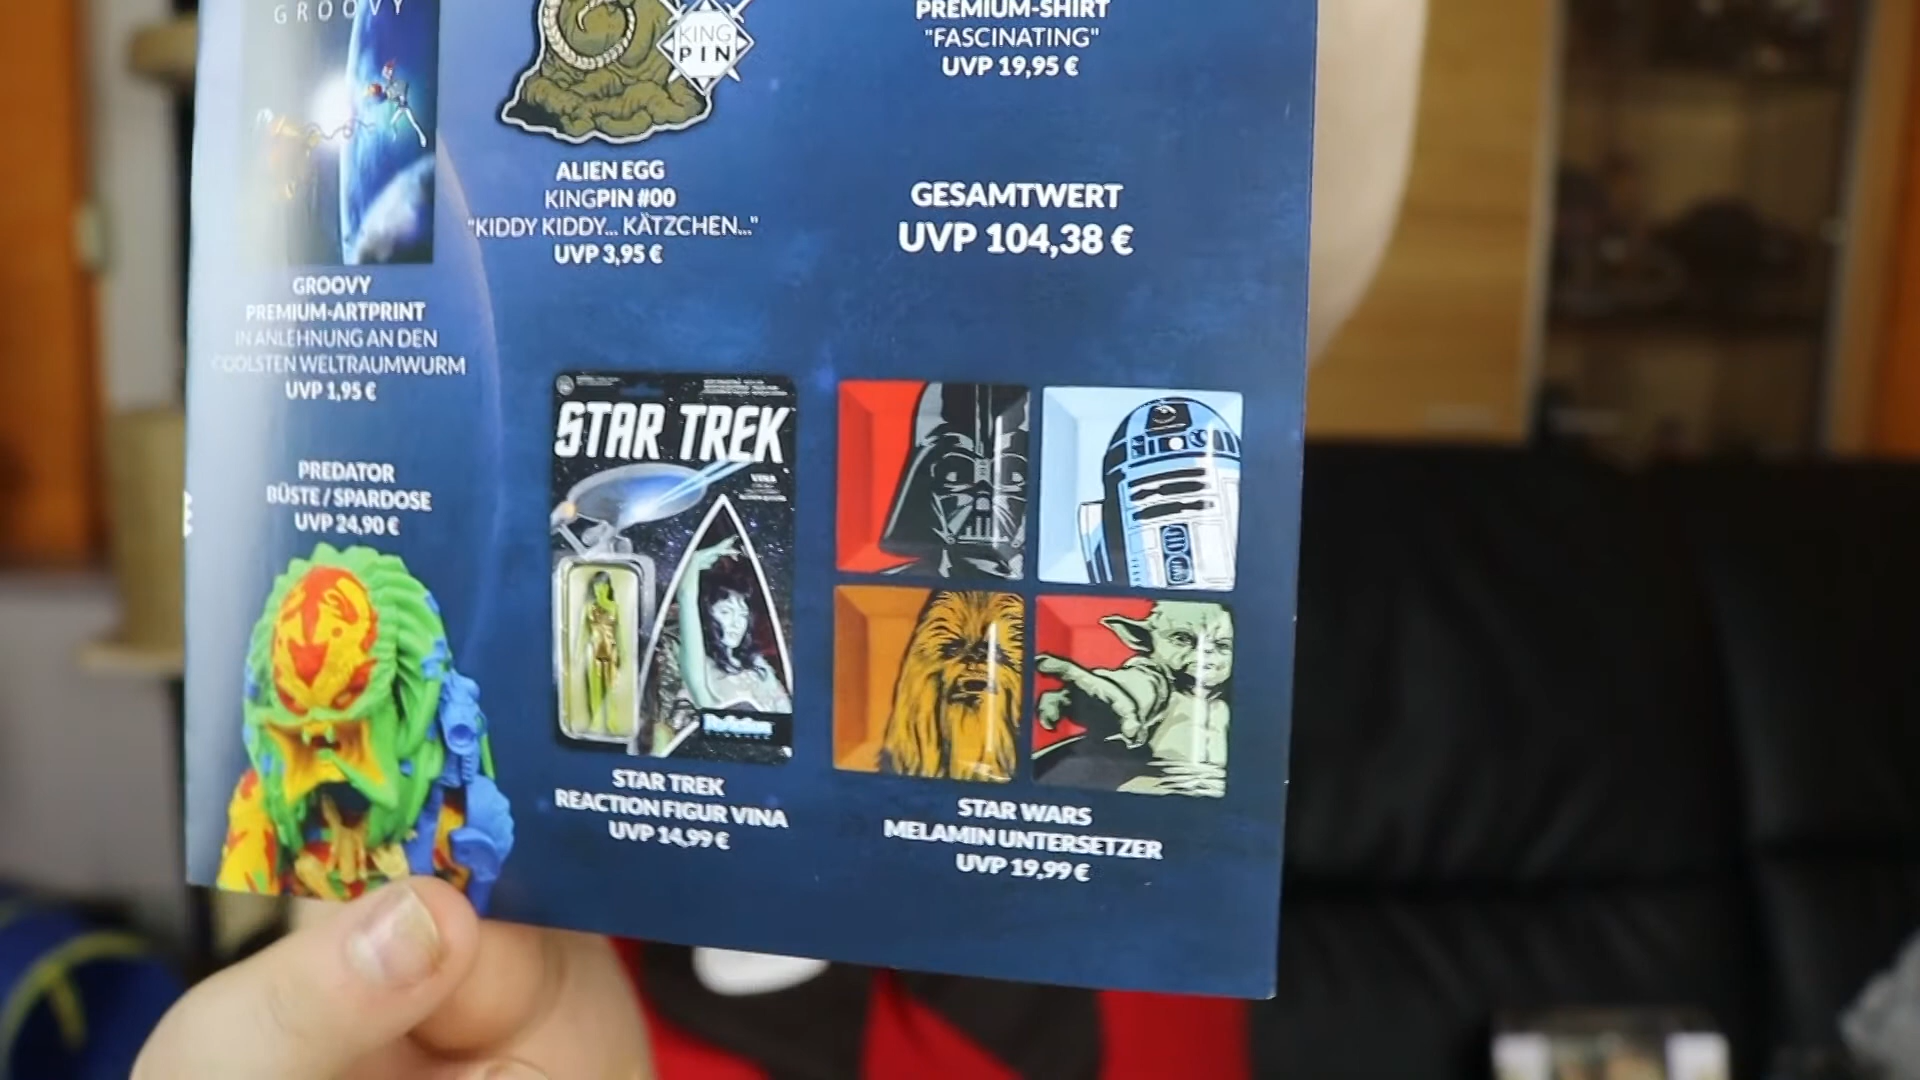 GROOVY
KING
PIN
PREMIUM-SHIRT
"FASCINATING"
UVP 19,95 €
ALIEN EGG
KINGPIN #00
"KIDDY KIDDY... KÄTZCHEN..."
UVP 3,95 €
GESAMTWERT
UVP 104,38 €
GROOVY
PREMIUM-ARTPRINT
IN ANLEHNUNG AN DEN
COOLSTEN WELTRAUMWURM
UVP 1,95 €
PREDATOR
BÜSTE / SPARDOSE
UVP 24,90 €
STAR TREK
VINA
ReAction
FIGURES
STAR TREK
REACTION FIGUR VINA
UVP 14,99 €
STAR WARS
MELAMIN UNTERSETZER
UVP 19,99 €